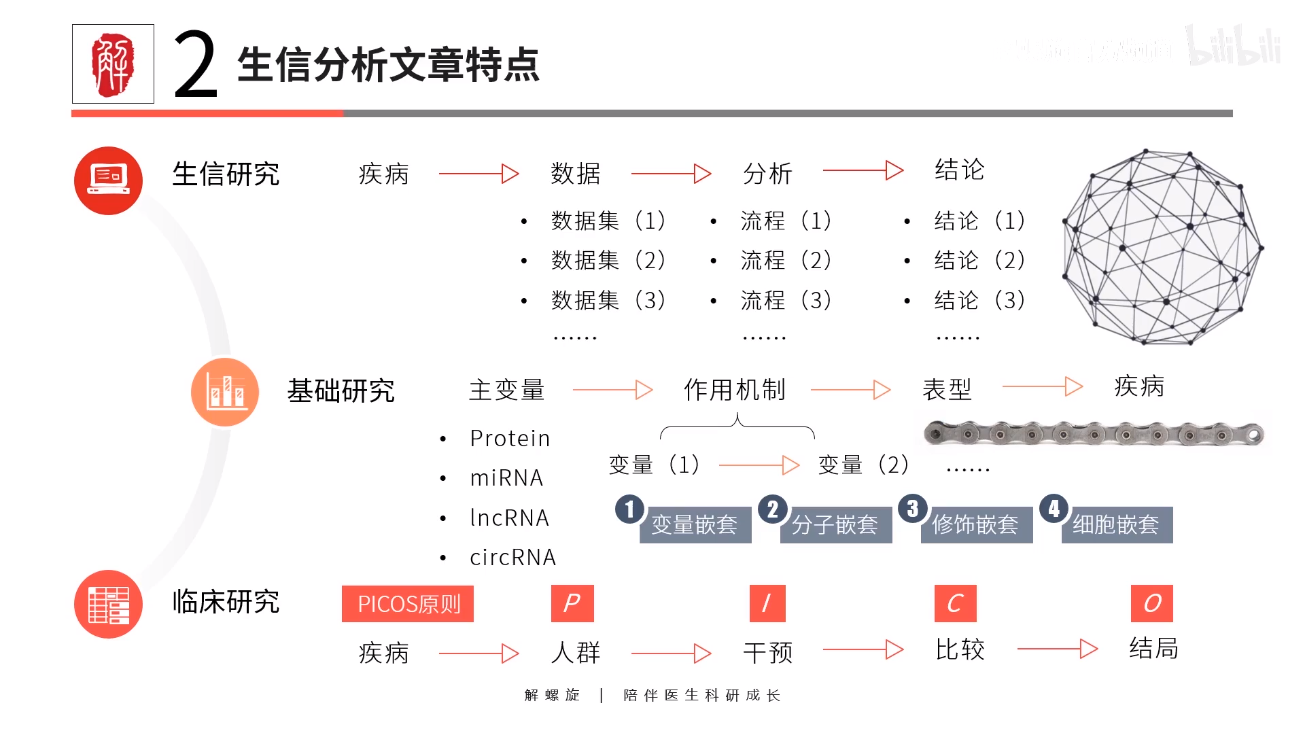 解
2 生信分析文章特点
bilibili
生信研究 疾病 数据 分析 结论
• 数据集（1） • 流程（1） • 结论（1）
• 数据集（2） • 流程（2） • 结论（2）
• 数据集（3） • 流程（3） • 结论（3）
…… …… ……
基础研究 主变量 作用机制 表型 疾病
• Protein
变量（1） 变量（2） ……
• miRNA
• lncRNA
• circRNA
1 变量嵌套 2 分子嵌套 3 修饰嵌套 4 细胞嵌套
临床研究 PICOS原则 P I C O
疾病 人群 干预 比较 结局
解螺旋 | 陪伴医生科研成长